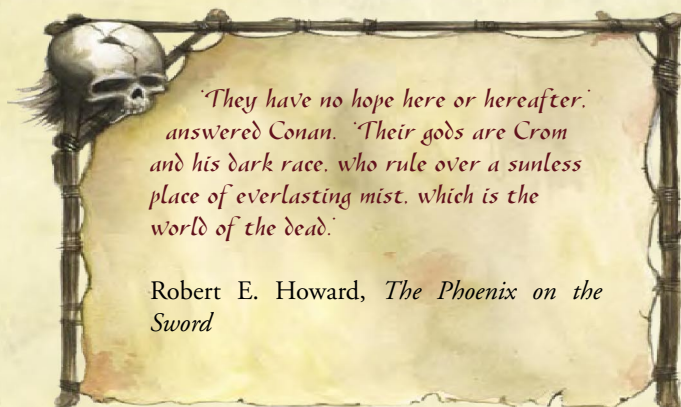 'They have no hope here or hereafter,'
answered Conan. 'Their gods are Crom
and his dark race, who rule over a sunless
place of everlasting mist, which is the
world of the dead.'
Robert E. Howard, The Phoenix on the
Sword